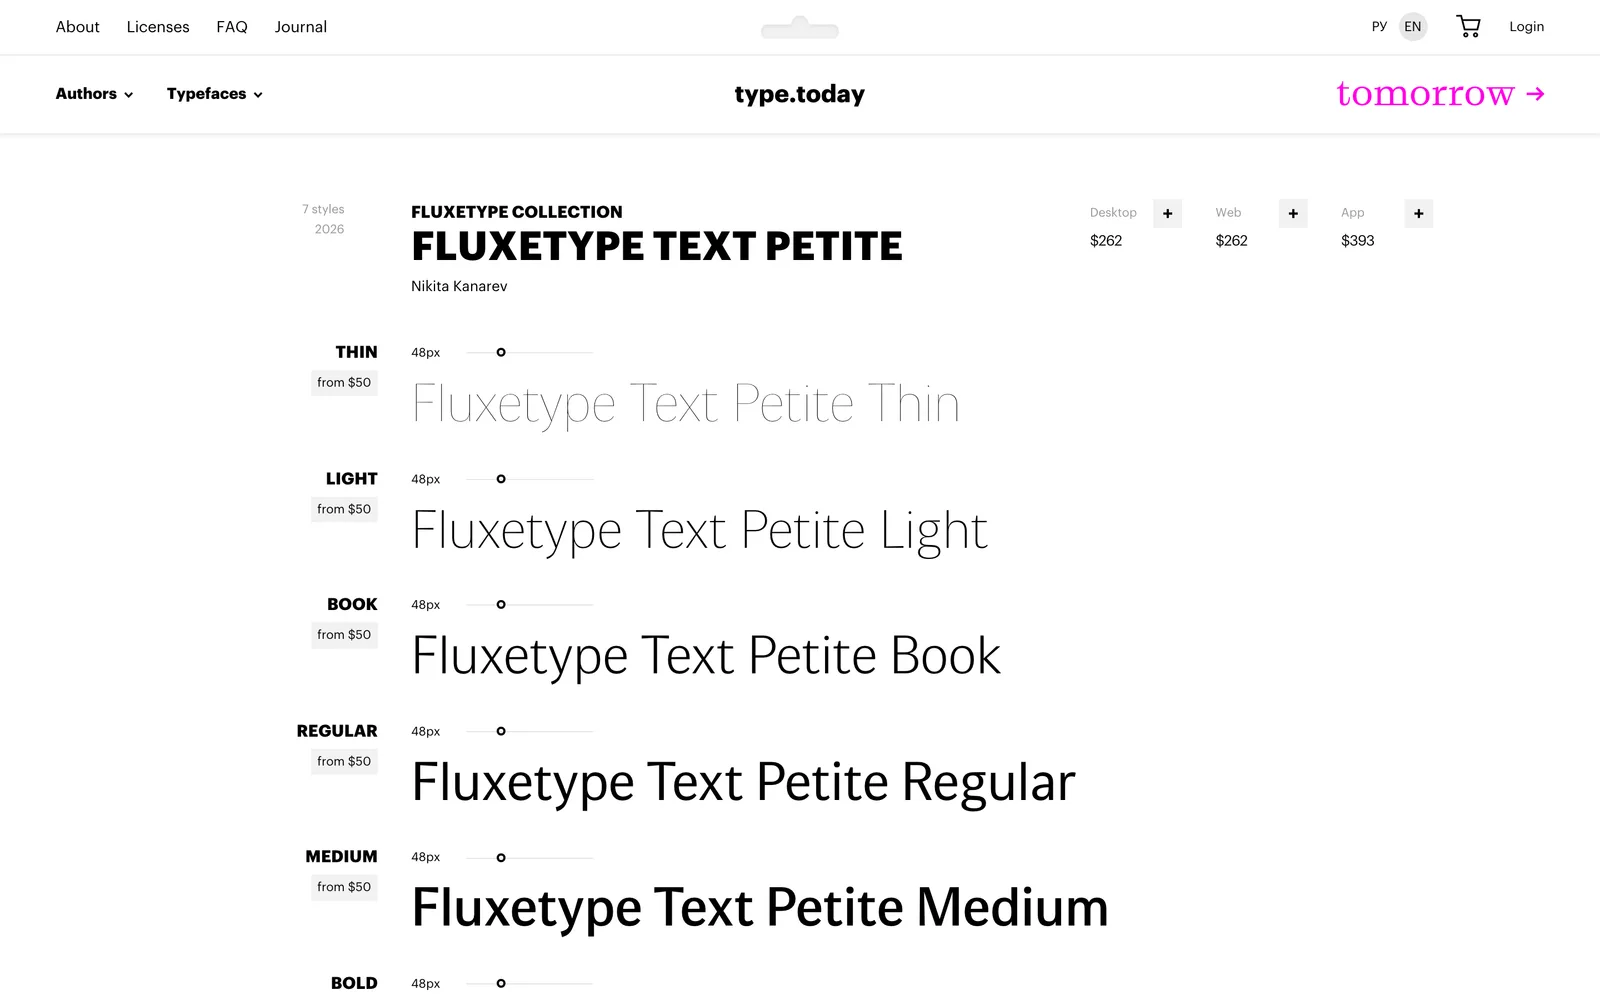 About Licenses FAQ Journal
РУ EN Login
Authors Typefaces
type.today
tomorrow →
7 styles
2026
FLUXETYPE COLLECTION
FLUXETYPE TEXT PETITE
Nikita Kanarev
Desktop +
$262
Web +
$262
App +
$393
THIN
from $50
48px
Fluxetype Text Petite Thin
LIGHT
from $50
48px
Fluxetype Text Petite Light
BOOK
from $50
48px
Fluxetype Text Petite Book
REGULAR
from $50
48px
Fluxetype Text Petite Regular
MEDIUM
from $50
48px
Fluxetype Text Petite Medium
BOLD
48px